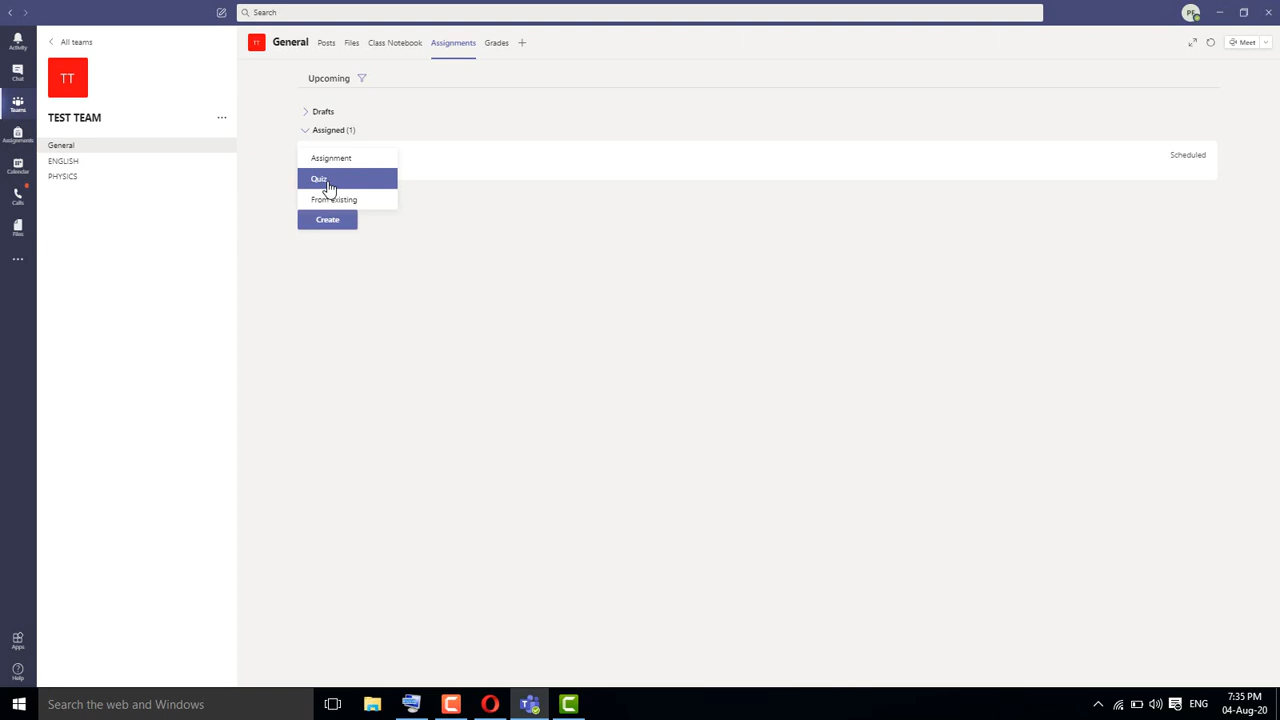 Search
PF
Activity
Chat
Teams
Assignments
Calendar
Calls
Files
Apps
Help
All teams
TT
TEST TEAM
General
ENGLISH
PHYSICS
TT General Posts Files Class Notebook Assignments Grades
Meet
Upcoming
Drafts
Assigned (1)
Scheduled
Assignment
Quiz
From existing
Create
Search the web and Windows
ENG
7:35 PM
04-Aug-20